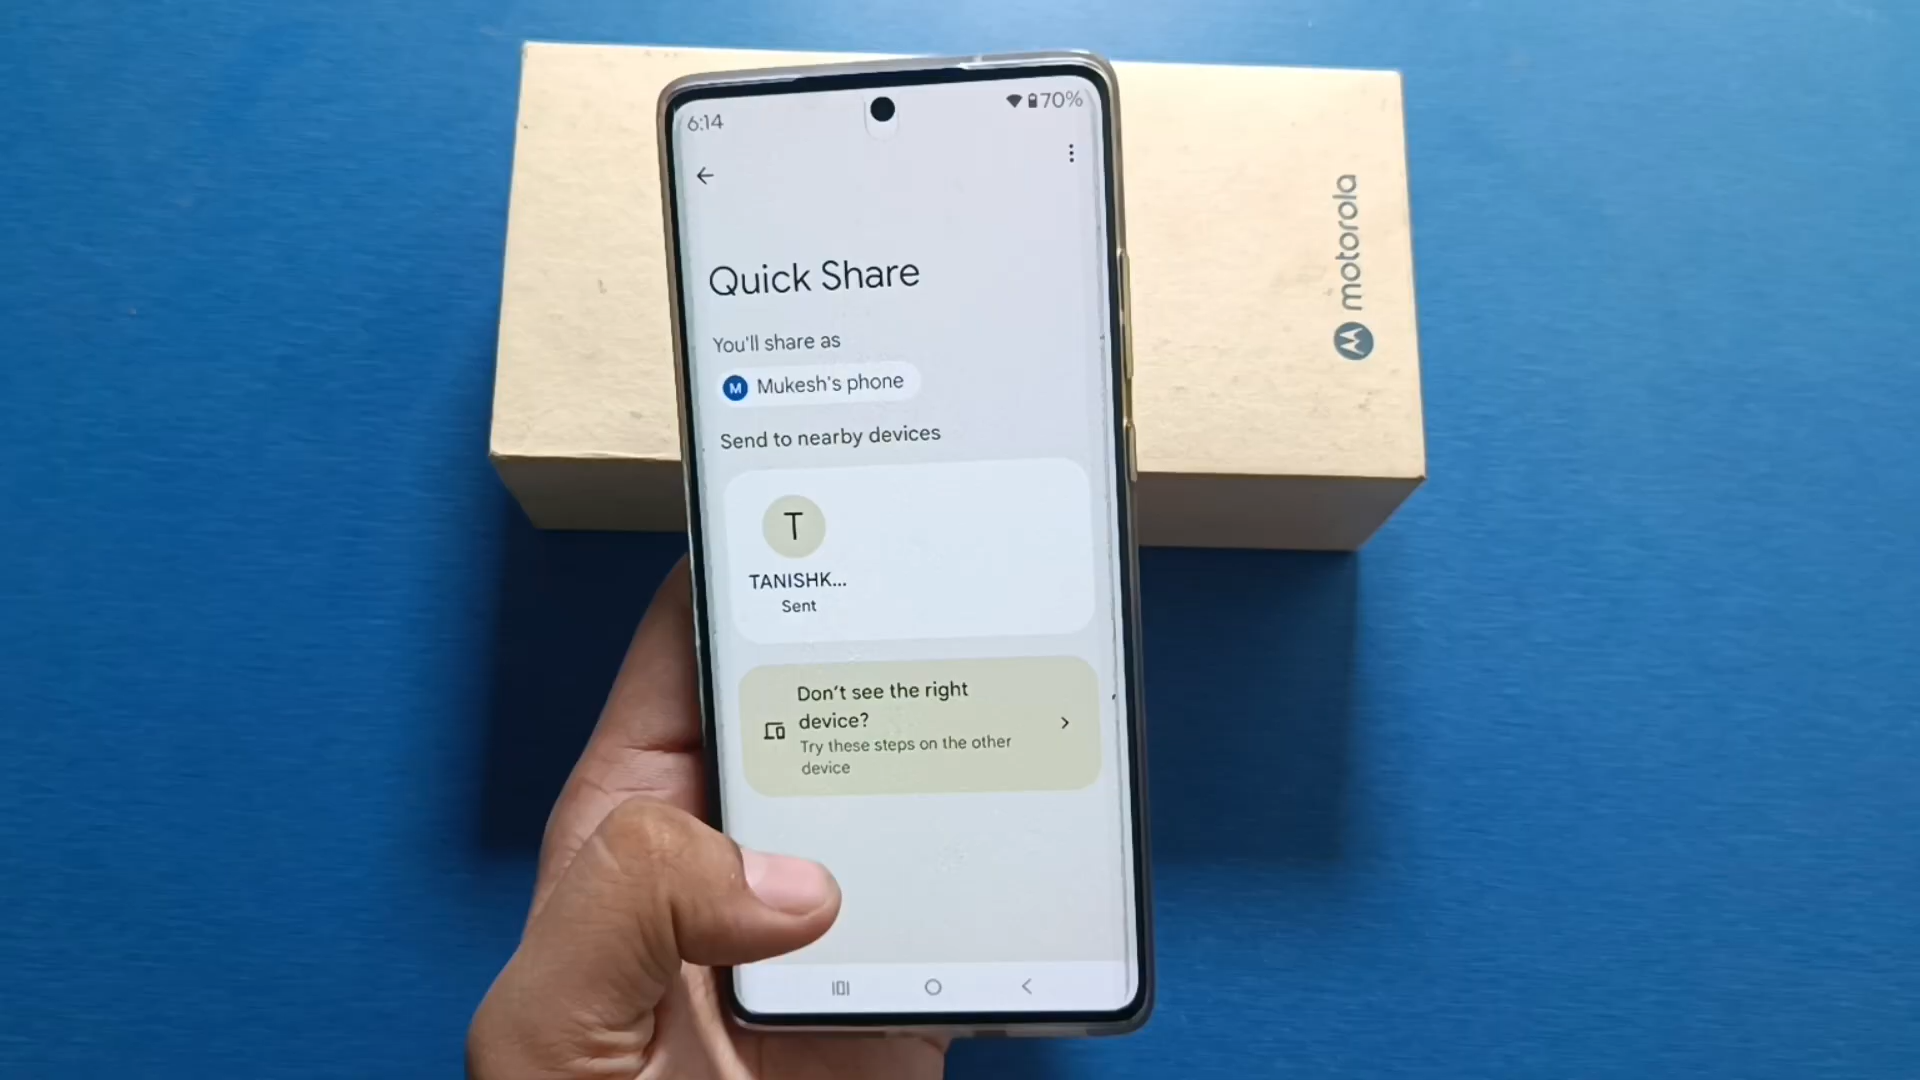 6:14
70%
Quick Share
You'll share as
M Mukesh's phone
Send to nearby devices
T
TANISHK...
Sent
Don't see the right
device?
Try these steps on the other
device
motorola